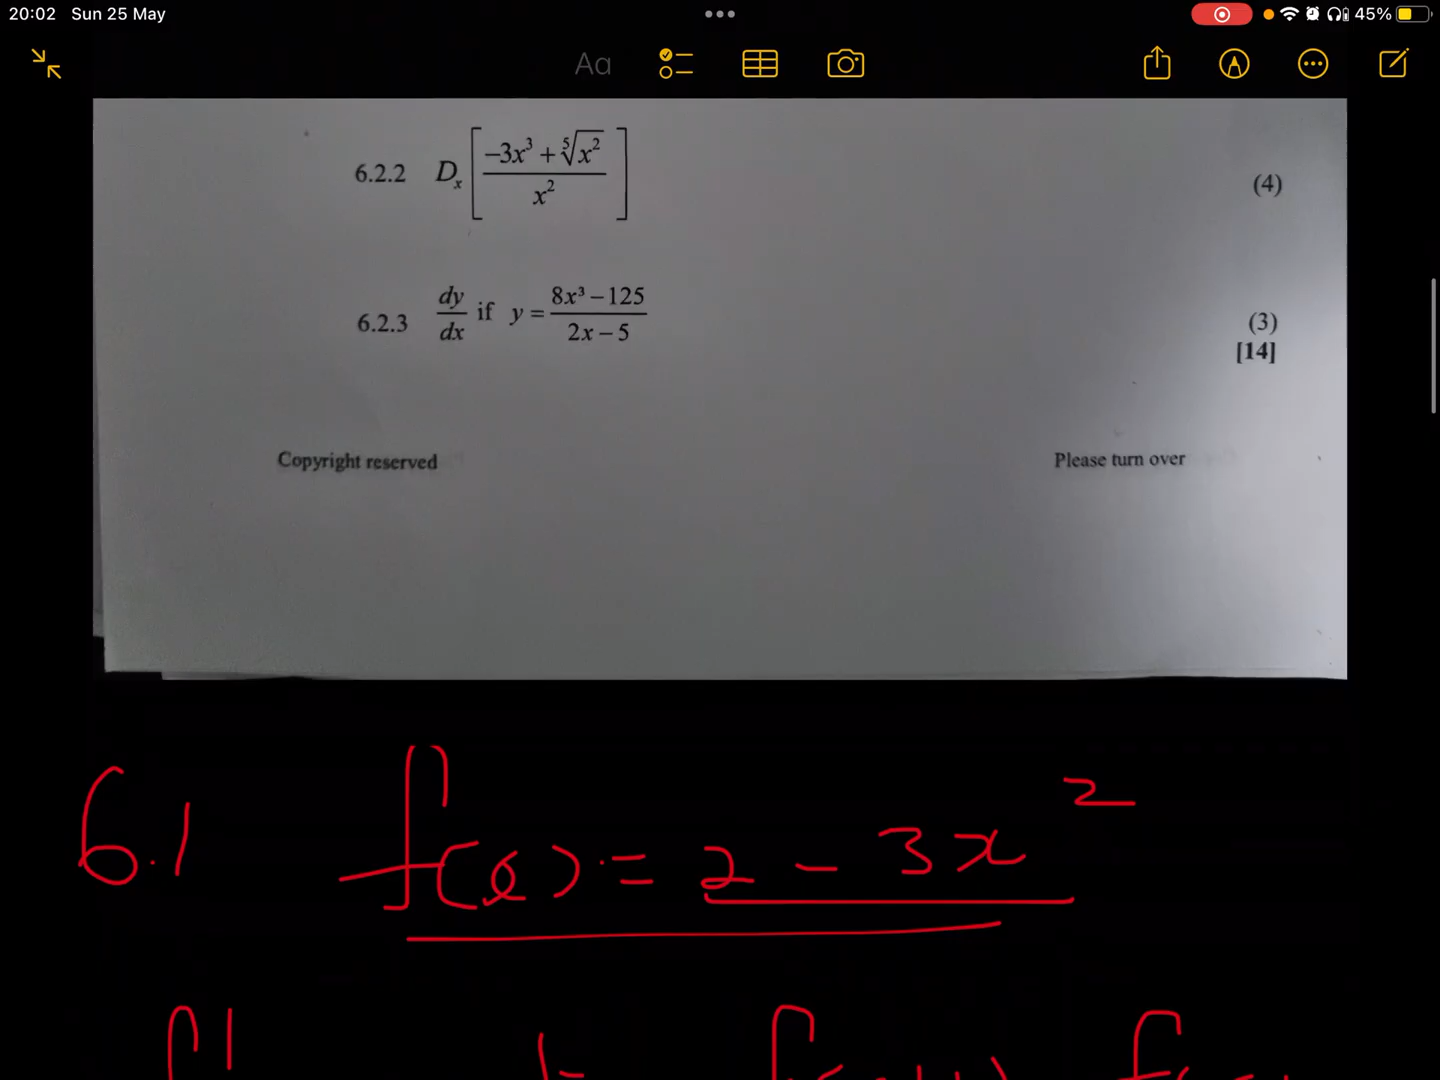 20:02 Sun 25 May 45%
Aa
6.2.2 Dₓ [ (−3x³ + ⁵√x²) / x² ] (4)
6.2.3 dy/dx if y = (8x³ − 125) / (2x − 5) (3)
[14]
Copyright reserved Please turn over
6.1 f(x) = 2 − 3x²